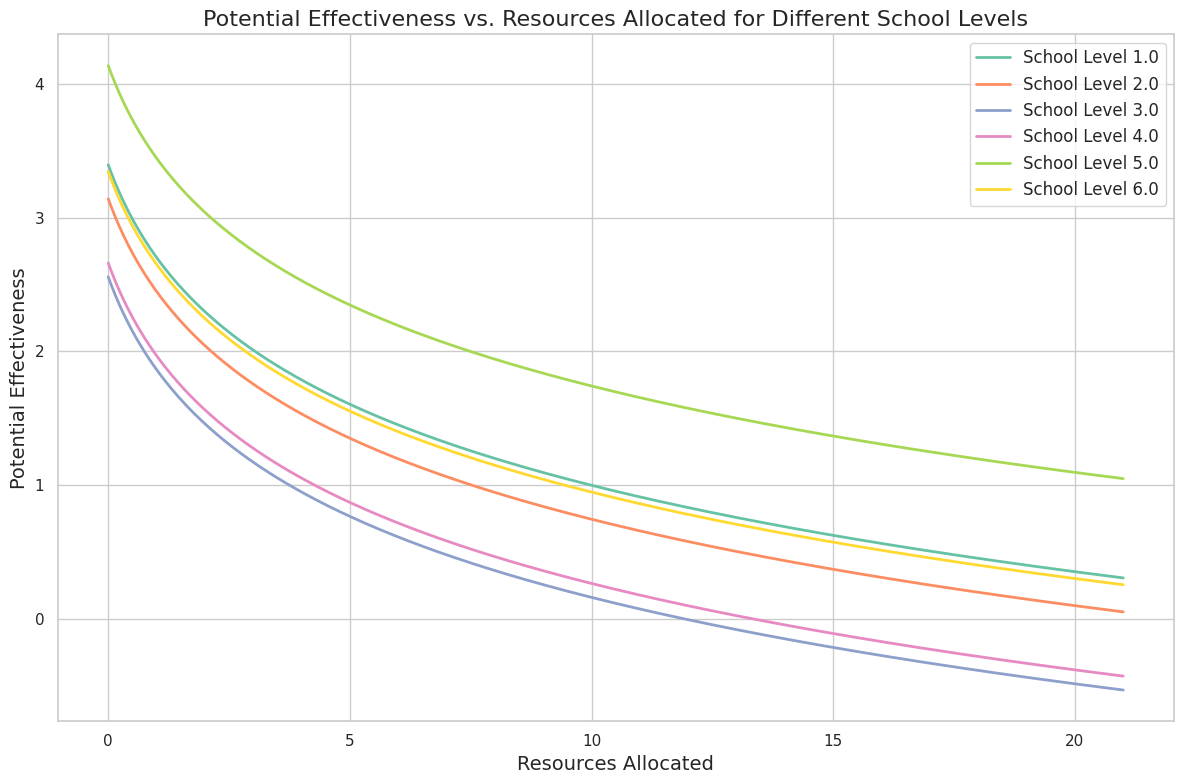 Potential Effectiveness vs. Resources Allocated for Different School Levels
School Level 1.0
School Level 2.0
School Level 3.0
School Level 4.0
School Level 5.0
School Level 6.0
Potential Effectiveness
4
3
2
1
0
0 5 10 15 20
Resources Allocated